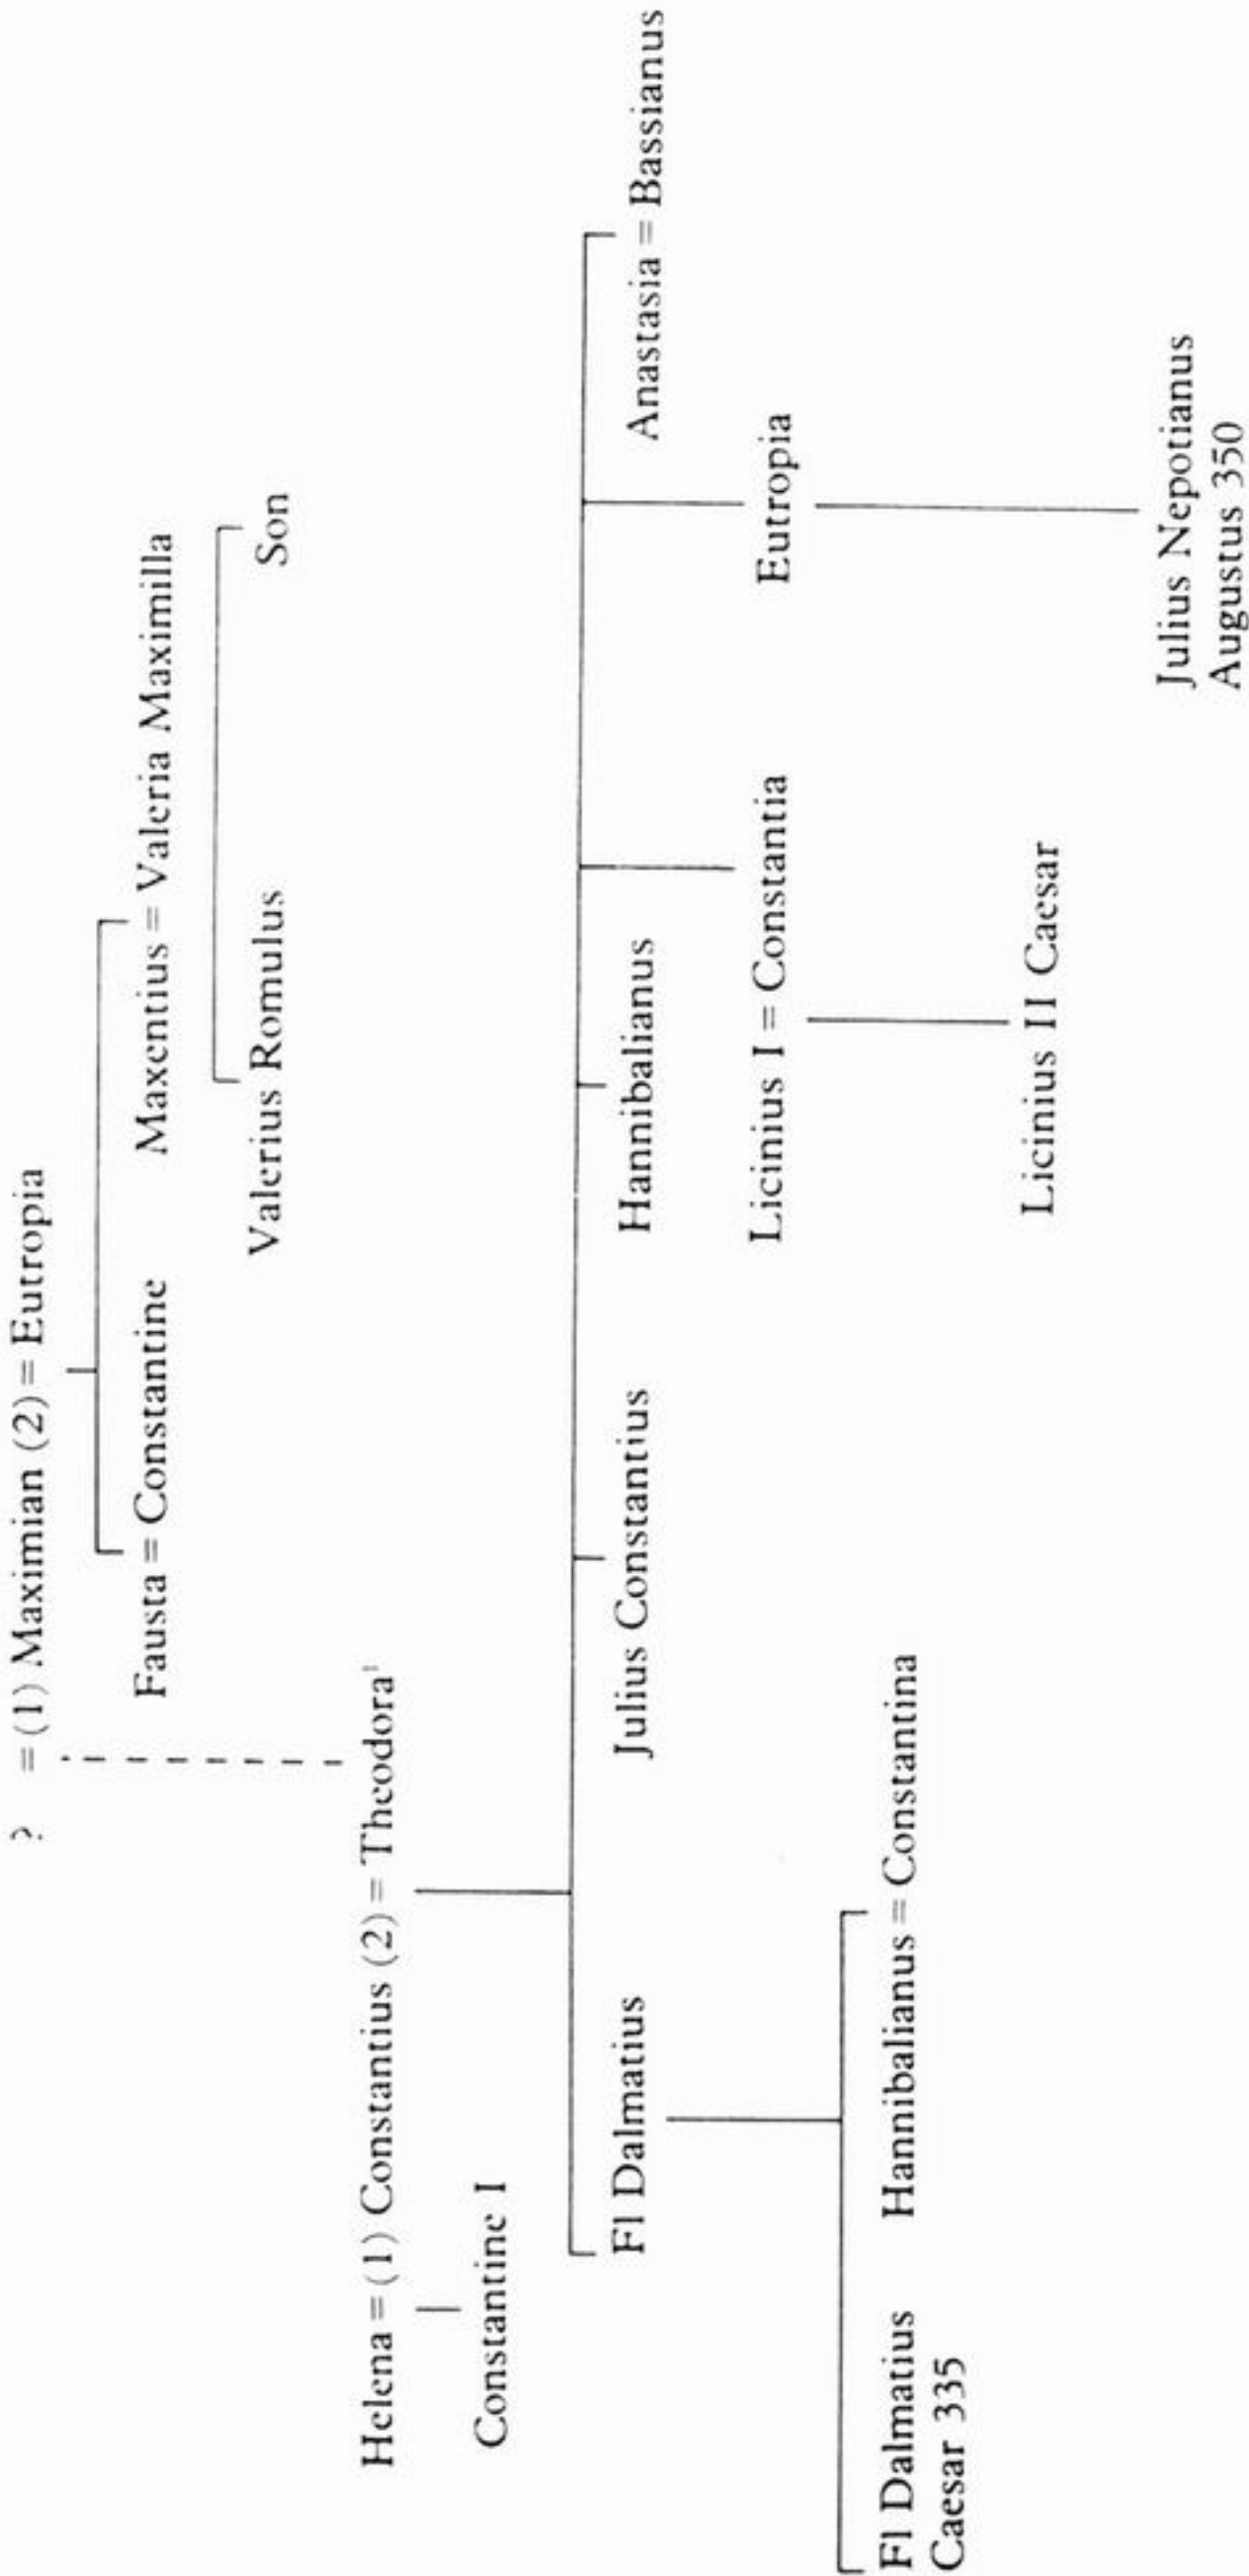 ? = (1) Maximian (2) = Eutropia
Fausta = Constantine Maxentius = Valeria Maximilla
Valerius Romulus Son
Helena = (1) Constantius (2) = Theodora¹
Constantine I
Fl Dalmatius Julius Constantius Hannibalianus Anastasia = Bassianus
Licinius I = Constantia Eutropia
Fl Dalmatius Hannibalianus = Constantina
Caesar 335
Licinius II Caesar
Julius Nepotianus
Augustus 350